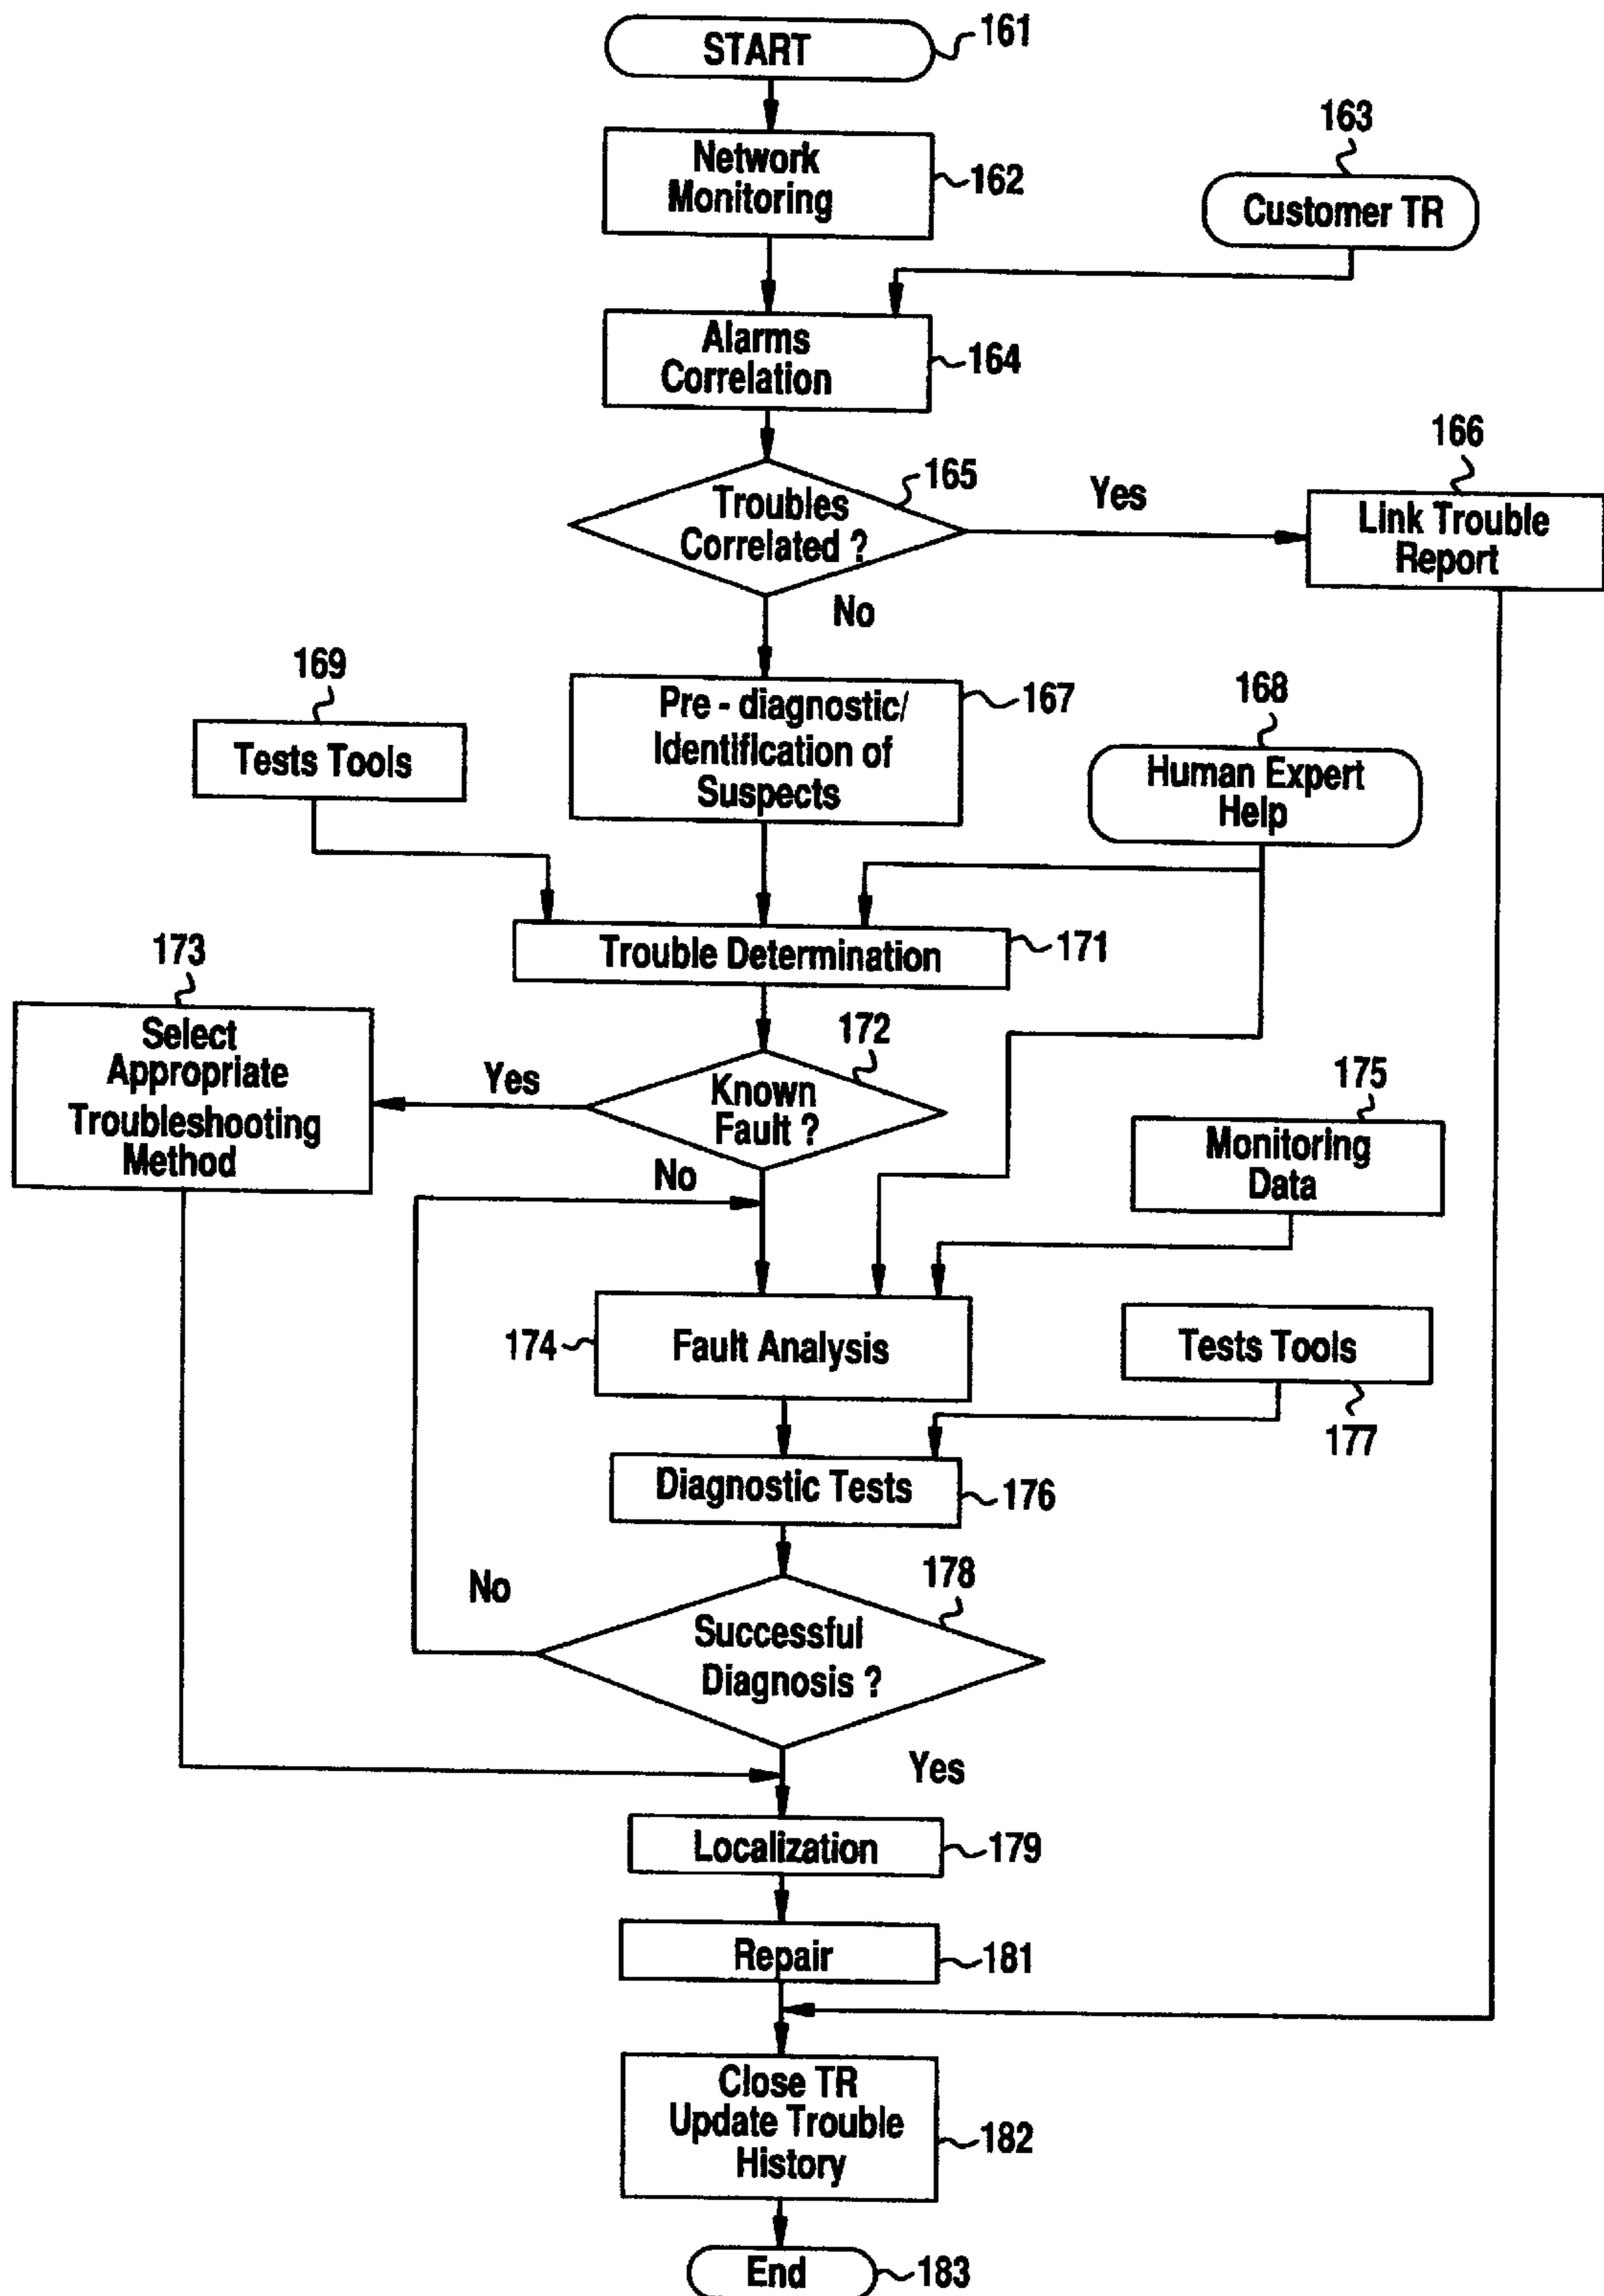 START
161
Network
Monitoring
162
163
Customer TR
Alarms
Correlation
164
165
Troubles
Correlated ?
Yes
166
Link Trouble
Report
No
169
Tests Tools
Pre - diagnostic/
Identification of
Suspects
167
168
Human Expert
Help
Trouble Determination
171
173
Select
Appropriate
Troubleshooting
Method
Yes
172
Known
Fault ?
No
175
Monitoring
Data
174
Fault Analysis
Tests Tools
177
Diagnostic Tests
176
No
178
Successful
Diagnosis ?
Yes
Localization
179
Repair
181
Close TR
Update Trouble
History
182
End
183